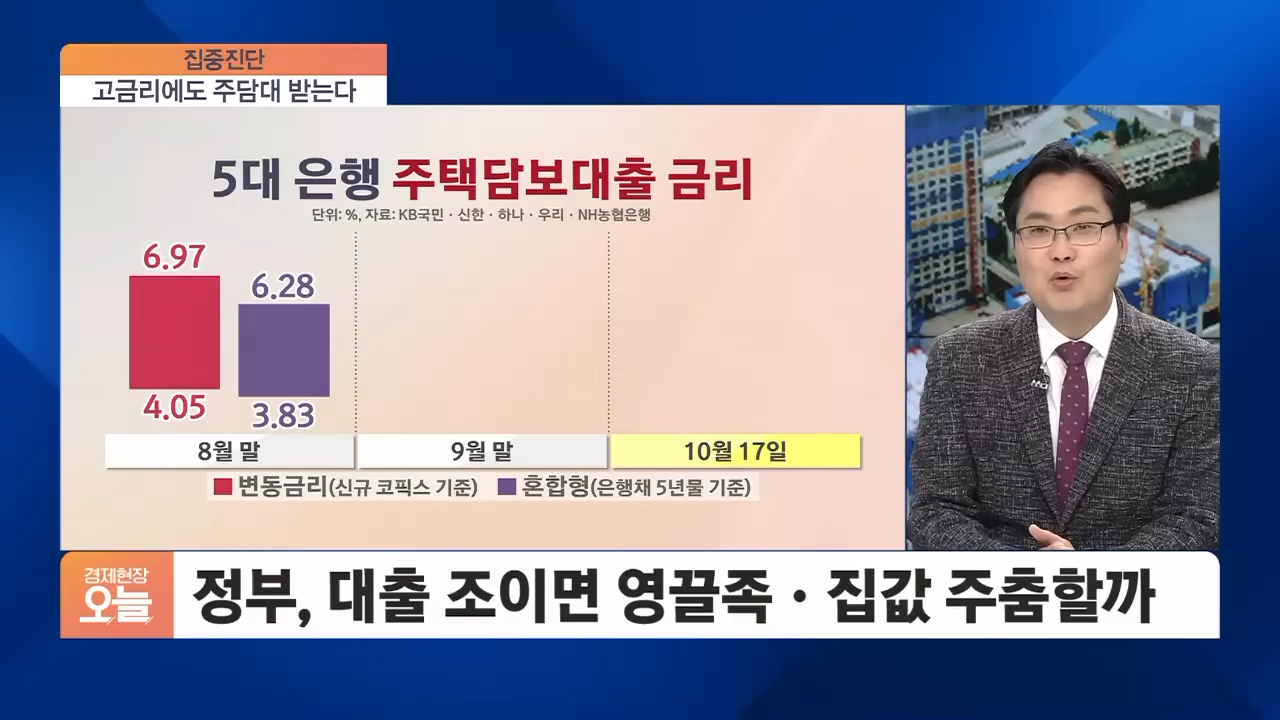 집중진단
고금리에도 주담대 받는다
5대 은행 주택담보대출 금리
단위: %, 자료: KB국민 · 신한 · 하나 · 우리 · NH농협은행
6.97
6.28
4.05
3.83
8월 말
9월 말
10월 17일
변동금리(신규 코픽스 기준)
혼합형(은행채 5년물 기준)
경제현장
오늘
정부, 대출 조이면 영끌족 · 집값 주춤할까